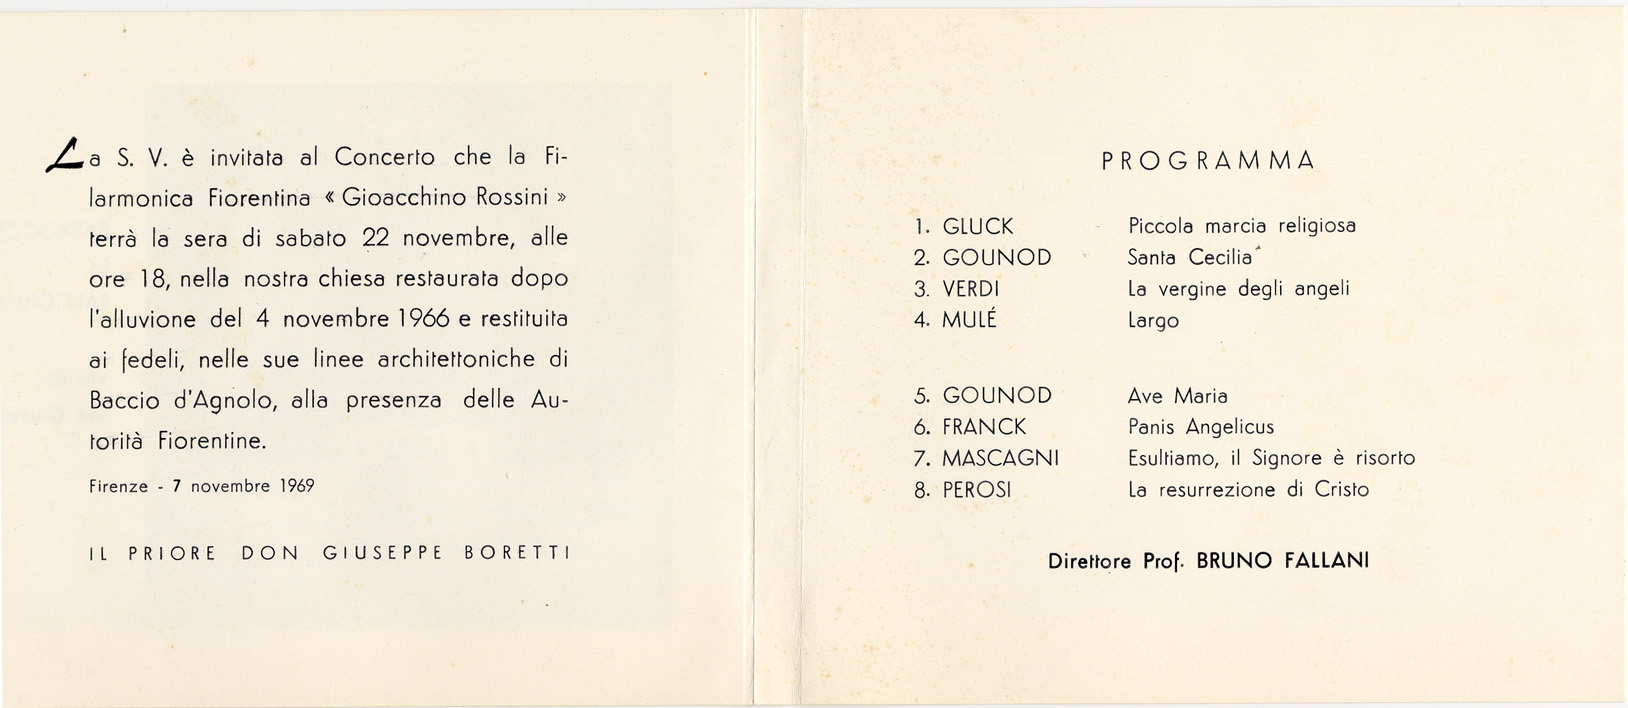 La S. V. è invitata al Concerto che la Fi-
larmonica Fiorentina « Gioacchino Rossini »
terrà la sera di sabato 22 novembre, alle
ore 18, nella nostra chiesa restaurata dopo
l'alluvione del 4 novembre 1966 e restituita
ai fedeli, nelle sue linee architettoniche di
Baccio d'Agnolo, alla presenza delle Au-
torità Fiorentine.
Firenze - 7 novembre 1969
IL PRIORE DON GIUSEPPE BORETTI
PROGRAMMA
1. GLUCK Piccola marcia religiosa
2. GOUNOD Santa Cecilia
3. VERDI La vergine degli angeli
4. MULÉ Largo
5. GOUNOD Ave Maria
6. FRANCK Panis Angelicus
7. MASCAGNI Esultiamo, il Signore è risorto
8. PEROSI La resurrezione di Cristo
Direttore Prof. BRUNO FALLANI